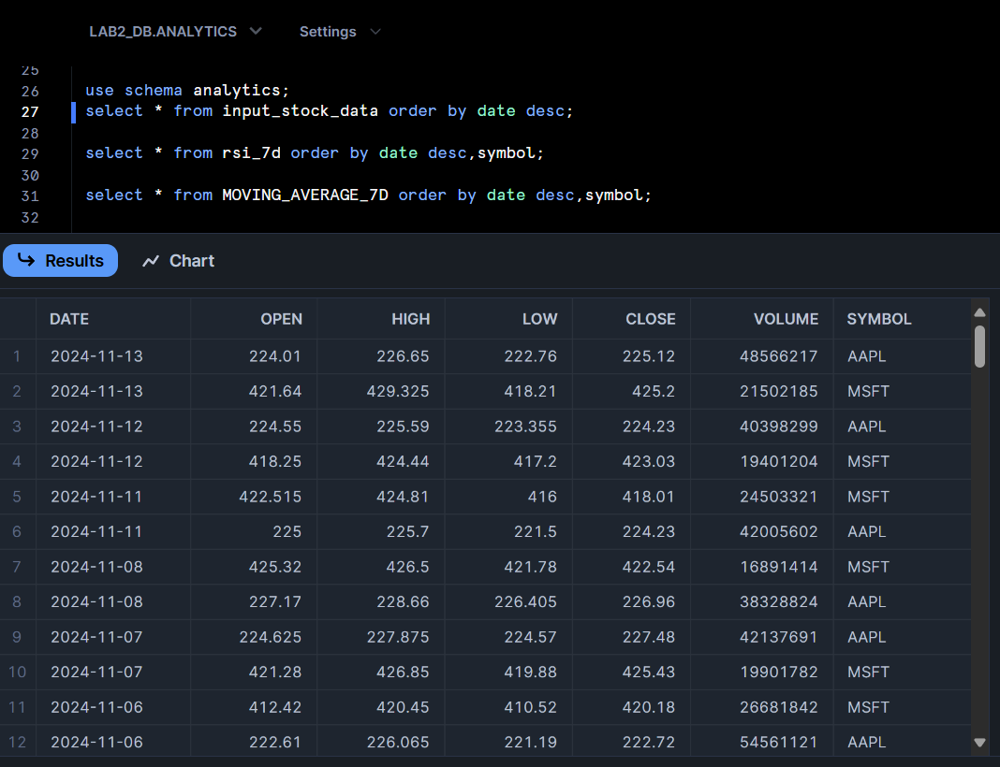 LAB2_DB.ANALYTICS Settings
25
26 use schema analytics;
27 select * from input_stock_data order by date desc;
28
29 select * from rsi_7d order by date desc,symbol;
30
31 select * from MOVING_AVERAGE_7D order by date desc,symbol;
32
Results Chart
DATE OPEN HIGH LOW CLOSE VOLUME SYMBOL
1 2024-11-13 224.01 226.65 222.76 225.12 48566217 AAPL
2 2024-11-13 421.64 429.325 418.21 425.2 21502185 MSFT
3 2024-11-12 224.55 225.59 223.355 224.23 40398299 AAPL
4 2024-11-12 418.25 424.44 417.2 423.03 19401204 MSFT
5 2024-11-11 422.515 424.81 416 418.01 24503321 MSFT
6 2024-11-11 225 225.7 221.5 224.23 42005602 AAPL
7 2024-11-08 425.32 426.5 421.78 422.54 16891414 MSFT
8 2024-11-08 227.17 228.66 226.405 226.96 38328824 AAPL
9 2024-11-07 224.625 227.875 224.57 227.48 42137691 AAPL
10 2024-11-07 421.28 426.85 419.88 425.43 19901782 MSFT
11 2024-11-06 412.42 420.45 410.52 420.18 26681842 MSFT
12 2024-11-06 222.61 226.065 221.19 222.72 54561121 AAPL